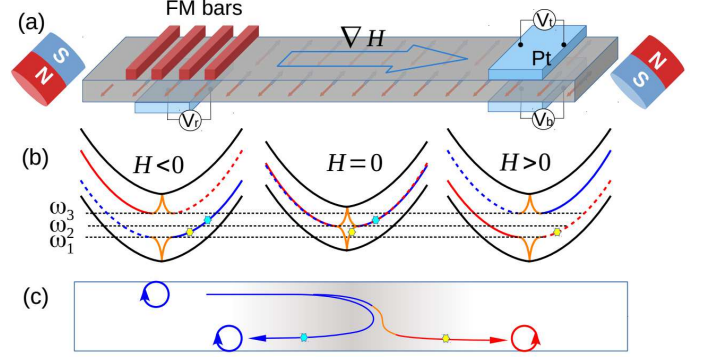 (a)
FM bars
∇H
V_t
Pt
S
N
N
S
V_r
V_b
(b)
H<0
H=0
H>0
ω_3
ω_2
ω_1
(c)